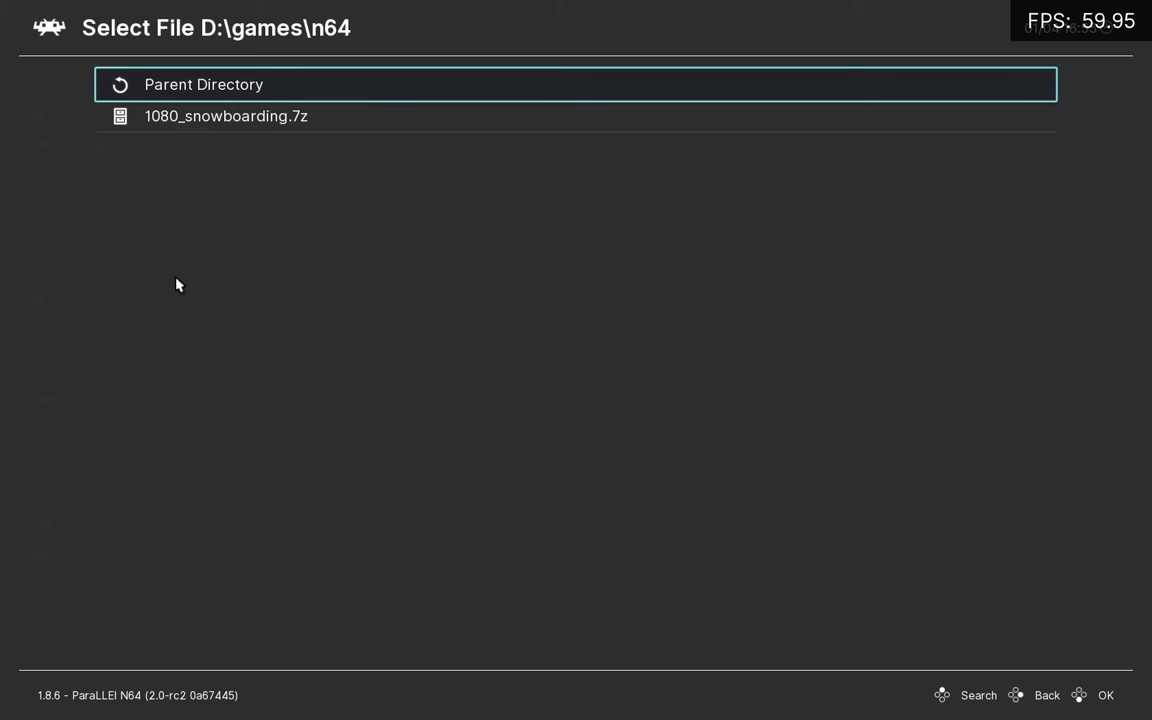 Select File D:\games\n64
FPS: 59.95
Parent Directory
1080_snowboarding.7z
1.8.6 - ParaLLEl N64 (2.0-rc2 0a67445)
Search Back OK